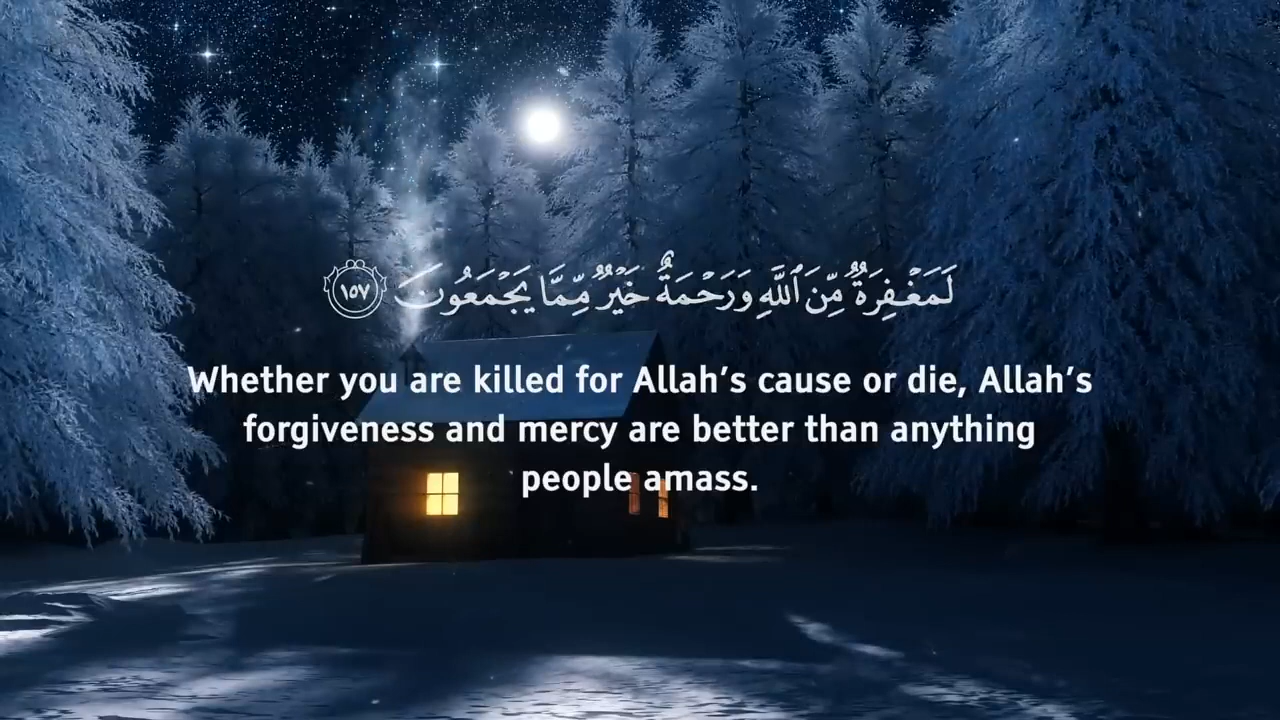 لَمَغْفِرَةٌ مِّنَ ٱللَّهِ وَرَحْمَةٌ خَيْرٌ مِّمَّا يَجْمَعُونَ ١٥٧
Whether you are killed for Allah’s cause or die, Allah’s
forgiveness and mercy are better than anything
people amass.